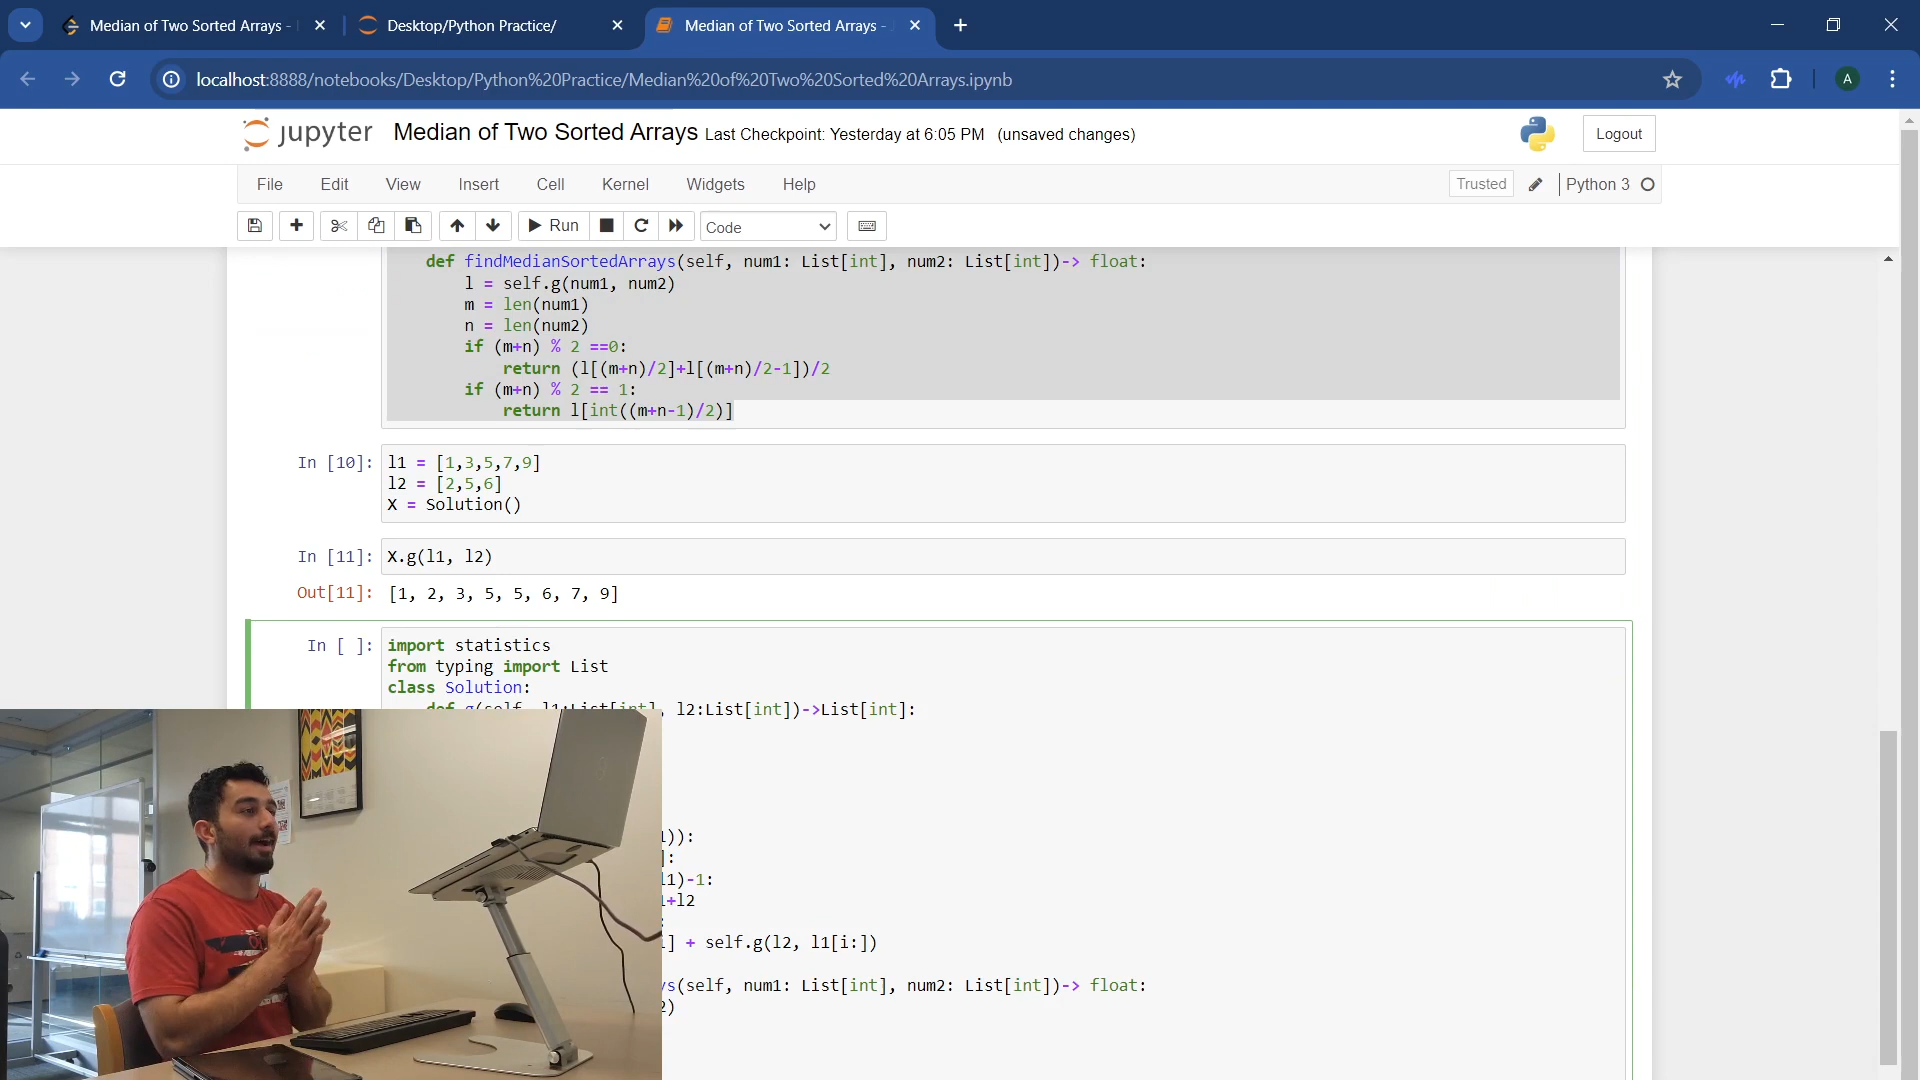 Median of Two Sorted Arrays -
Desktop/Python Practice/
Median of Two Sorted Arrays -
localhost:8888/notebooks/Desktop/Python%20Practice/Median%20of%20Two%20Sorted%20Arrays.ipynb
A
jupyter Median of Two Sorted Arrays Last Checkpoint: Yesterday at 6:05 PM (unsaved changes)
Logout
File Edit View Insert Cell Kernel Widgets Help
Trusted Python 3
Run Code
def findMedianSortedArrays(self, num1: List[int], num2: List[int])-> float:
l = self.g(num1, num2)
m = len(num1)
n = len(num2)
if (m+n) % 2 ==0:
return (l[(m+n)/2]+l[(m+n)/2-1])/2
if (m+n) % 2 == 1:
return l[int((m+n-1)/2)]
In [10]: l1 = [1,3,5,7,9]
l2 = [2,5,6]
X = Solution()
In [11]: X.g(l1, l2)
Out[11]: [1, 2, 3, 5, 5, 6, 7, 9]
In [ ]: import statistics
from typing import List
class Solution:
def g(self, l1:List[int], l2:List[int])->List[int]:
)):
]:
l1)-1:
+l2
:
] + self.g(l2, l1[i:])
s(self, num1: List[int], num2: List[int])-> float:
2)